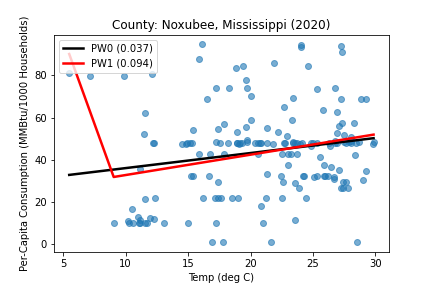 County: Noxubee, Mississippi (2020)
Per-Capita Consumption (MMBtu/1000 Households)
PW0 (0.037)
PW1 (0.094)
80
60
40
20
0
5 10 15 20 25 30
Temp (deg C)